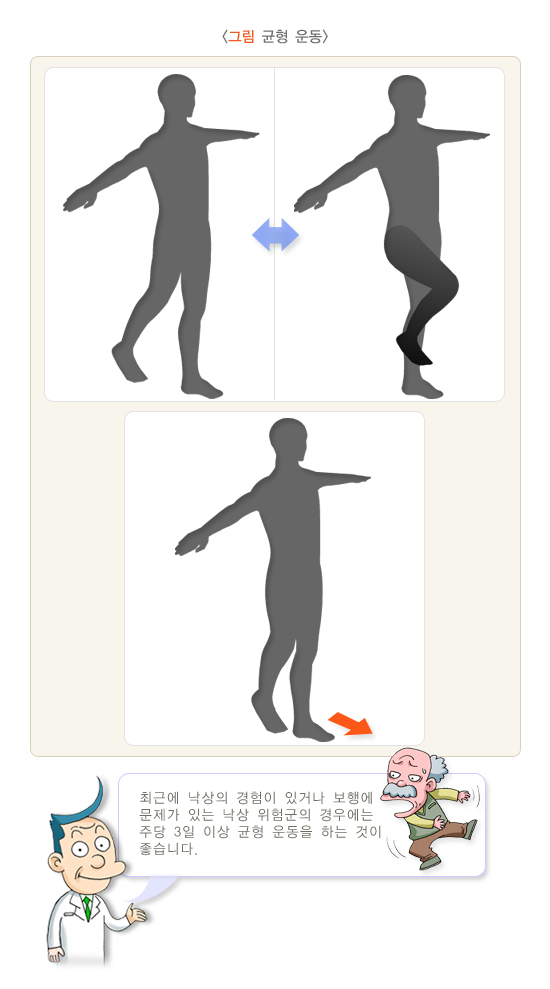 <그림 균형 운동>
최근에 낙상의 경험이 있거나 보행에
문제가 있는 낙상 위험군의 경우에는
주당 3일 이상 균형 운동을 하는 것이
좋습니다.